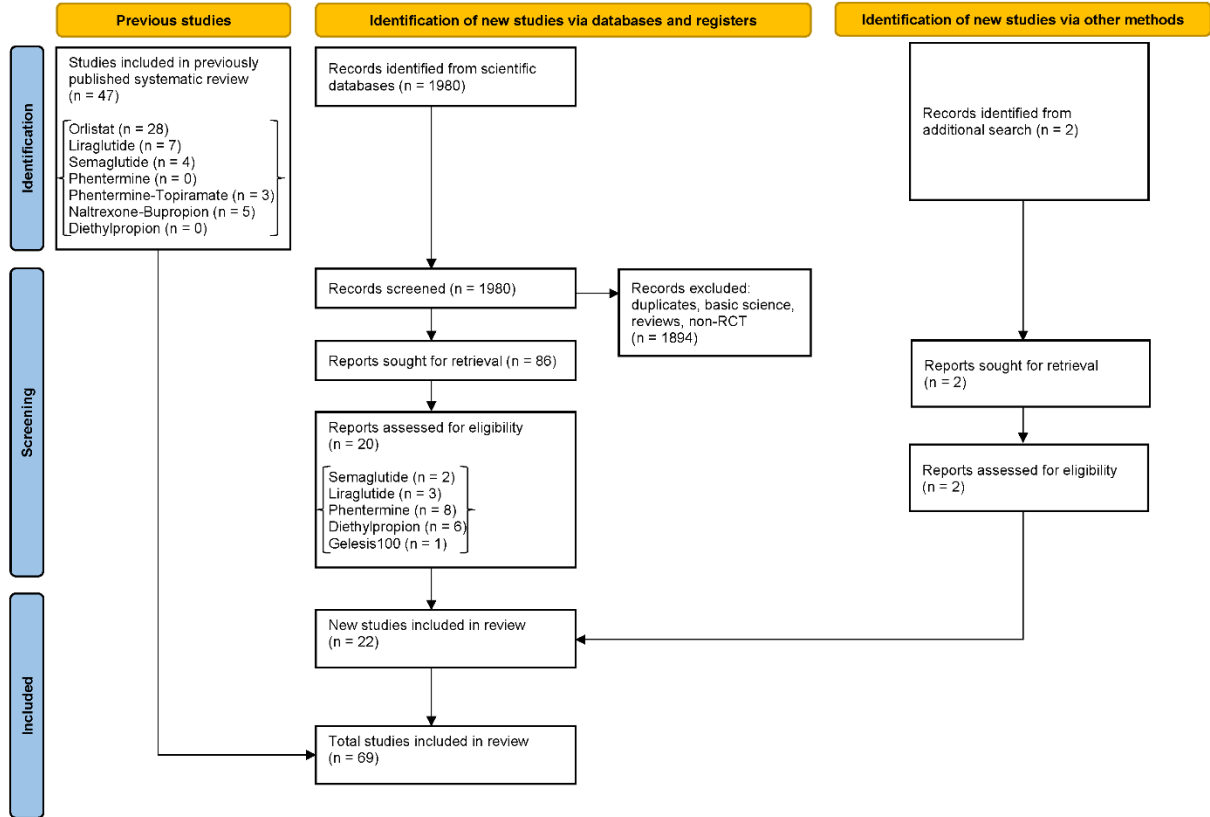 Previous studies
Identification of new studies via databases and registers
Identification of new studies via other methods
Identification
Studies included in previously
published systematic review
(n = 47)
Orlistat (n = 28)
Liraglutide (n = 7)
Semaglutide (n = 4)
Phentermine (n = 0)
Phentermine-Topiramate (n = 3)
Naltrexone-Bupropion (n = 5)
Diethylpropion (n = 0)
Records identified from scientific
databases (n = 1980)
Records identified from
additional search (n = 2)
Screening
Records screened (n = 1980)
Records excluded:
duplicates, basic science,
reviews, non-RCT
(n = 1894)
Reports sought for retrieval (n = 86)
Reports sought for retrieval
(n = 2)
Reports assessed for eligibility
(n = 20)
Semaglutide (n = 2)
Liraglutide (n = 3)
Phentermine (n = 8)
Diethylpropion (n = 6)
Gelesis100 (n = 1)
Reports assessed for eligibility
(n = 2)
Included
New studies included in review
(n = 22)
Total studies included in review
(n = 69)